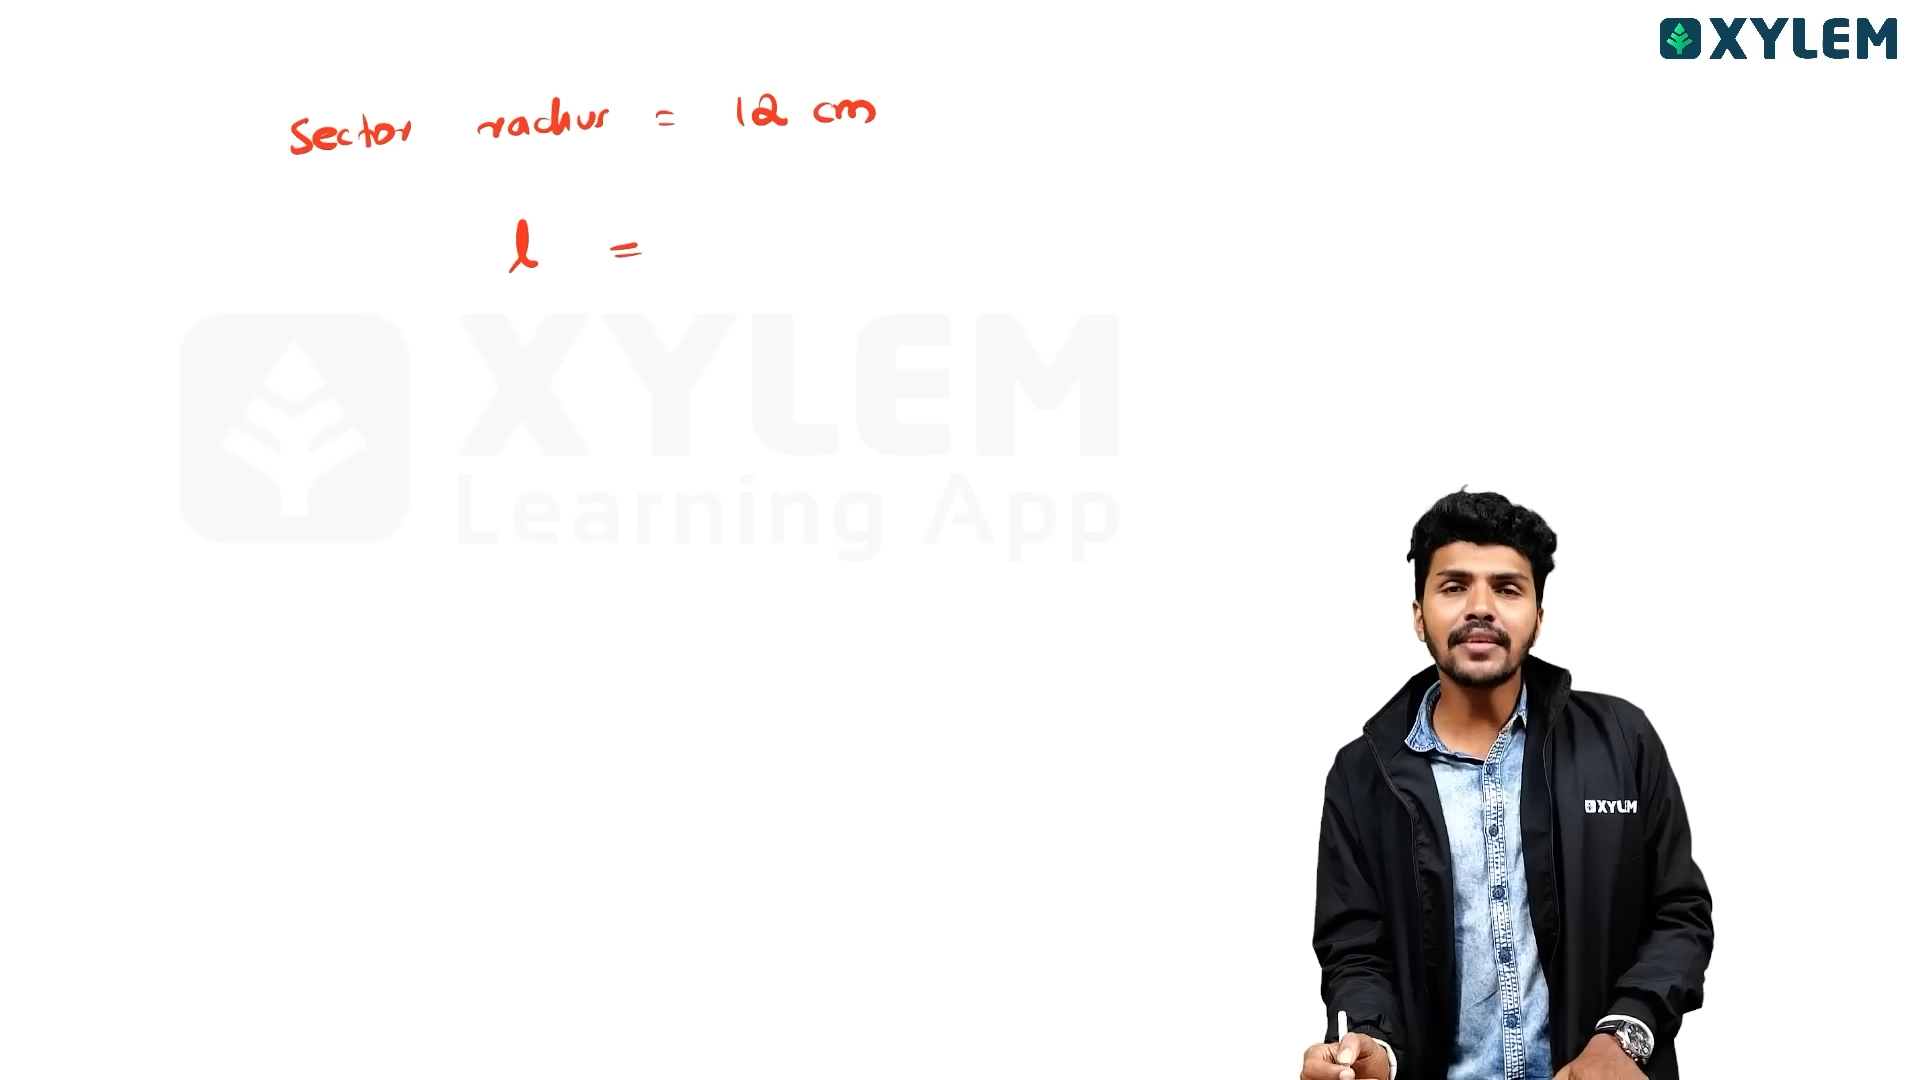 XYLEM
sector radius = 12 cm
l =
XYLEM
Learning App
XYLEM